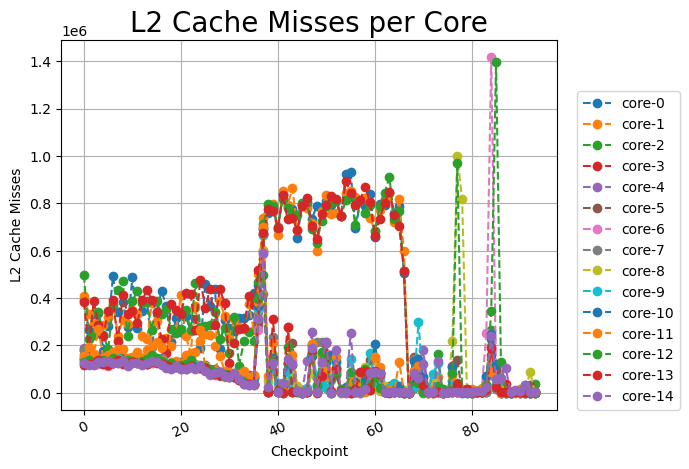 L2 Cache Misses per Core
1e6
1.4
1.2
1.0
0.8
0.6
0.4
0.2
0.0
L2 Cache Misses
0
20
40
60
80
Checkpoint
core-0
core-1
core-2
core-3
core-4
core-5
core-6
core-7
core-8
core-9
core-10
core-11
core-12
core-13
core-14